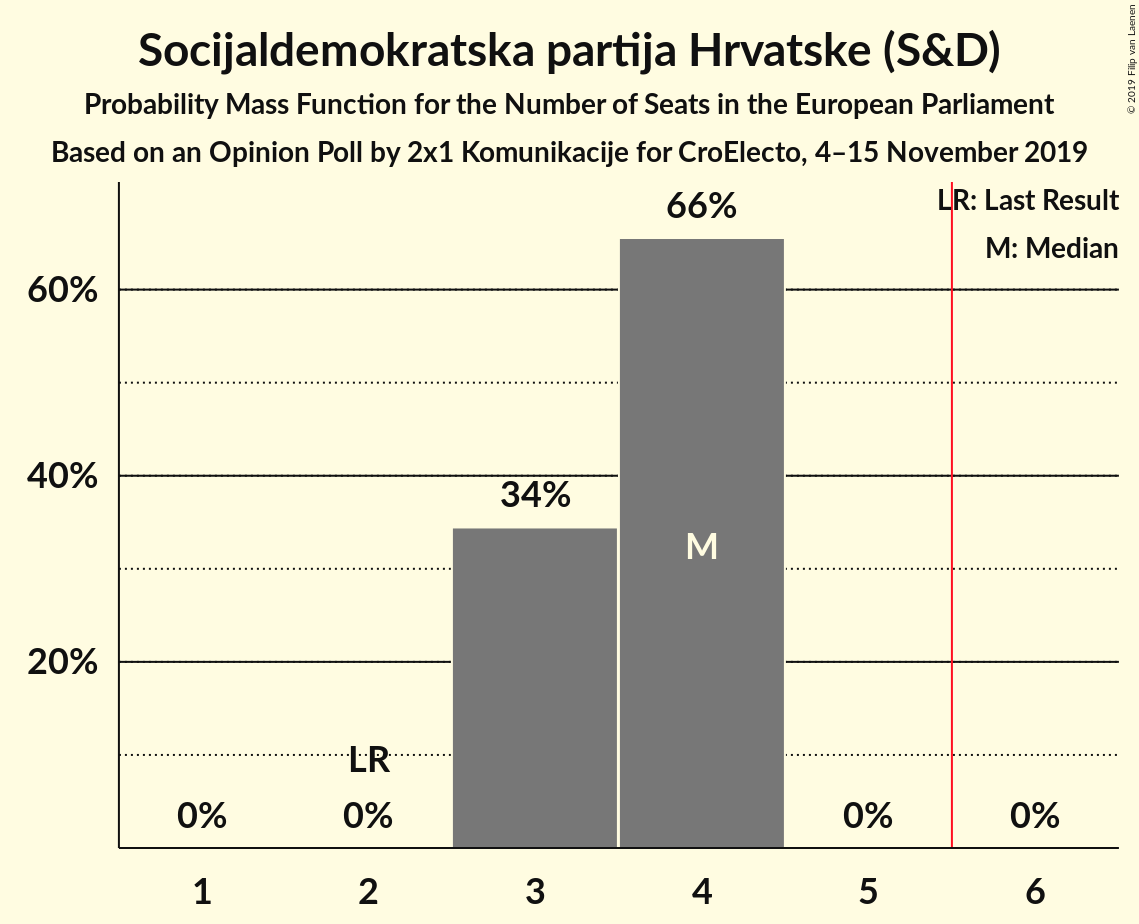 Socijaldemokratska partija Hrvatske (S&D)
Probability Mass Function for the Number of Seats in the European Parliament
Based on an Opinion Poll by 2x1 Komunikacije for CroElecto, 4–15 November 2019
© 2019 Filip van Laenen
LR: Last Result
M: Median
66%
60%
40%
34%
M
20%
LR
0%
0%
0%
0%
1
2
3
4
5
6